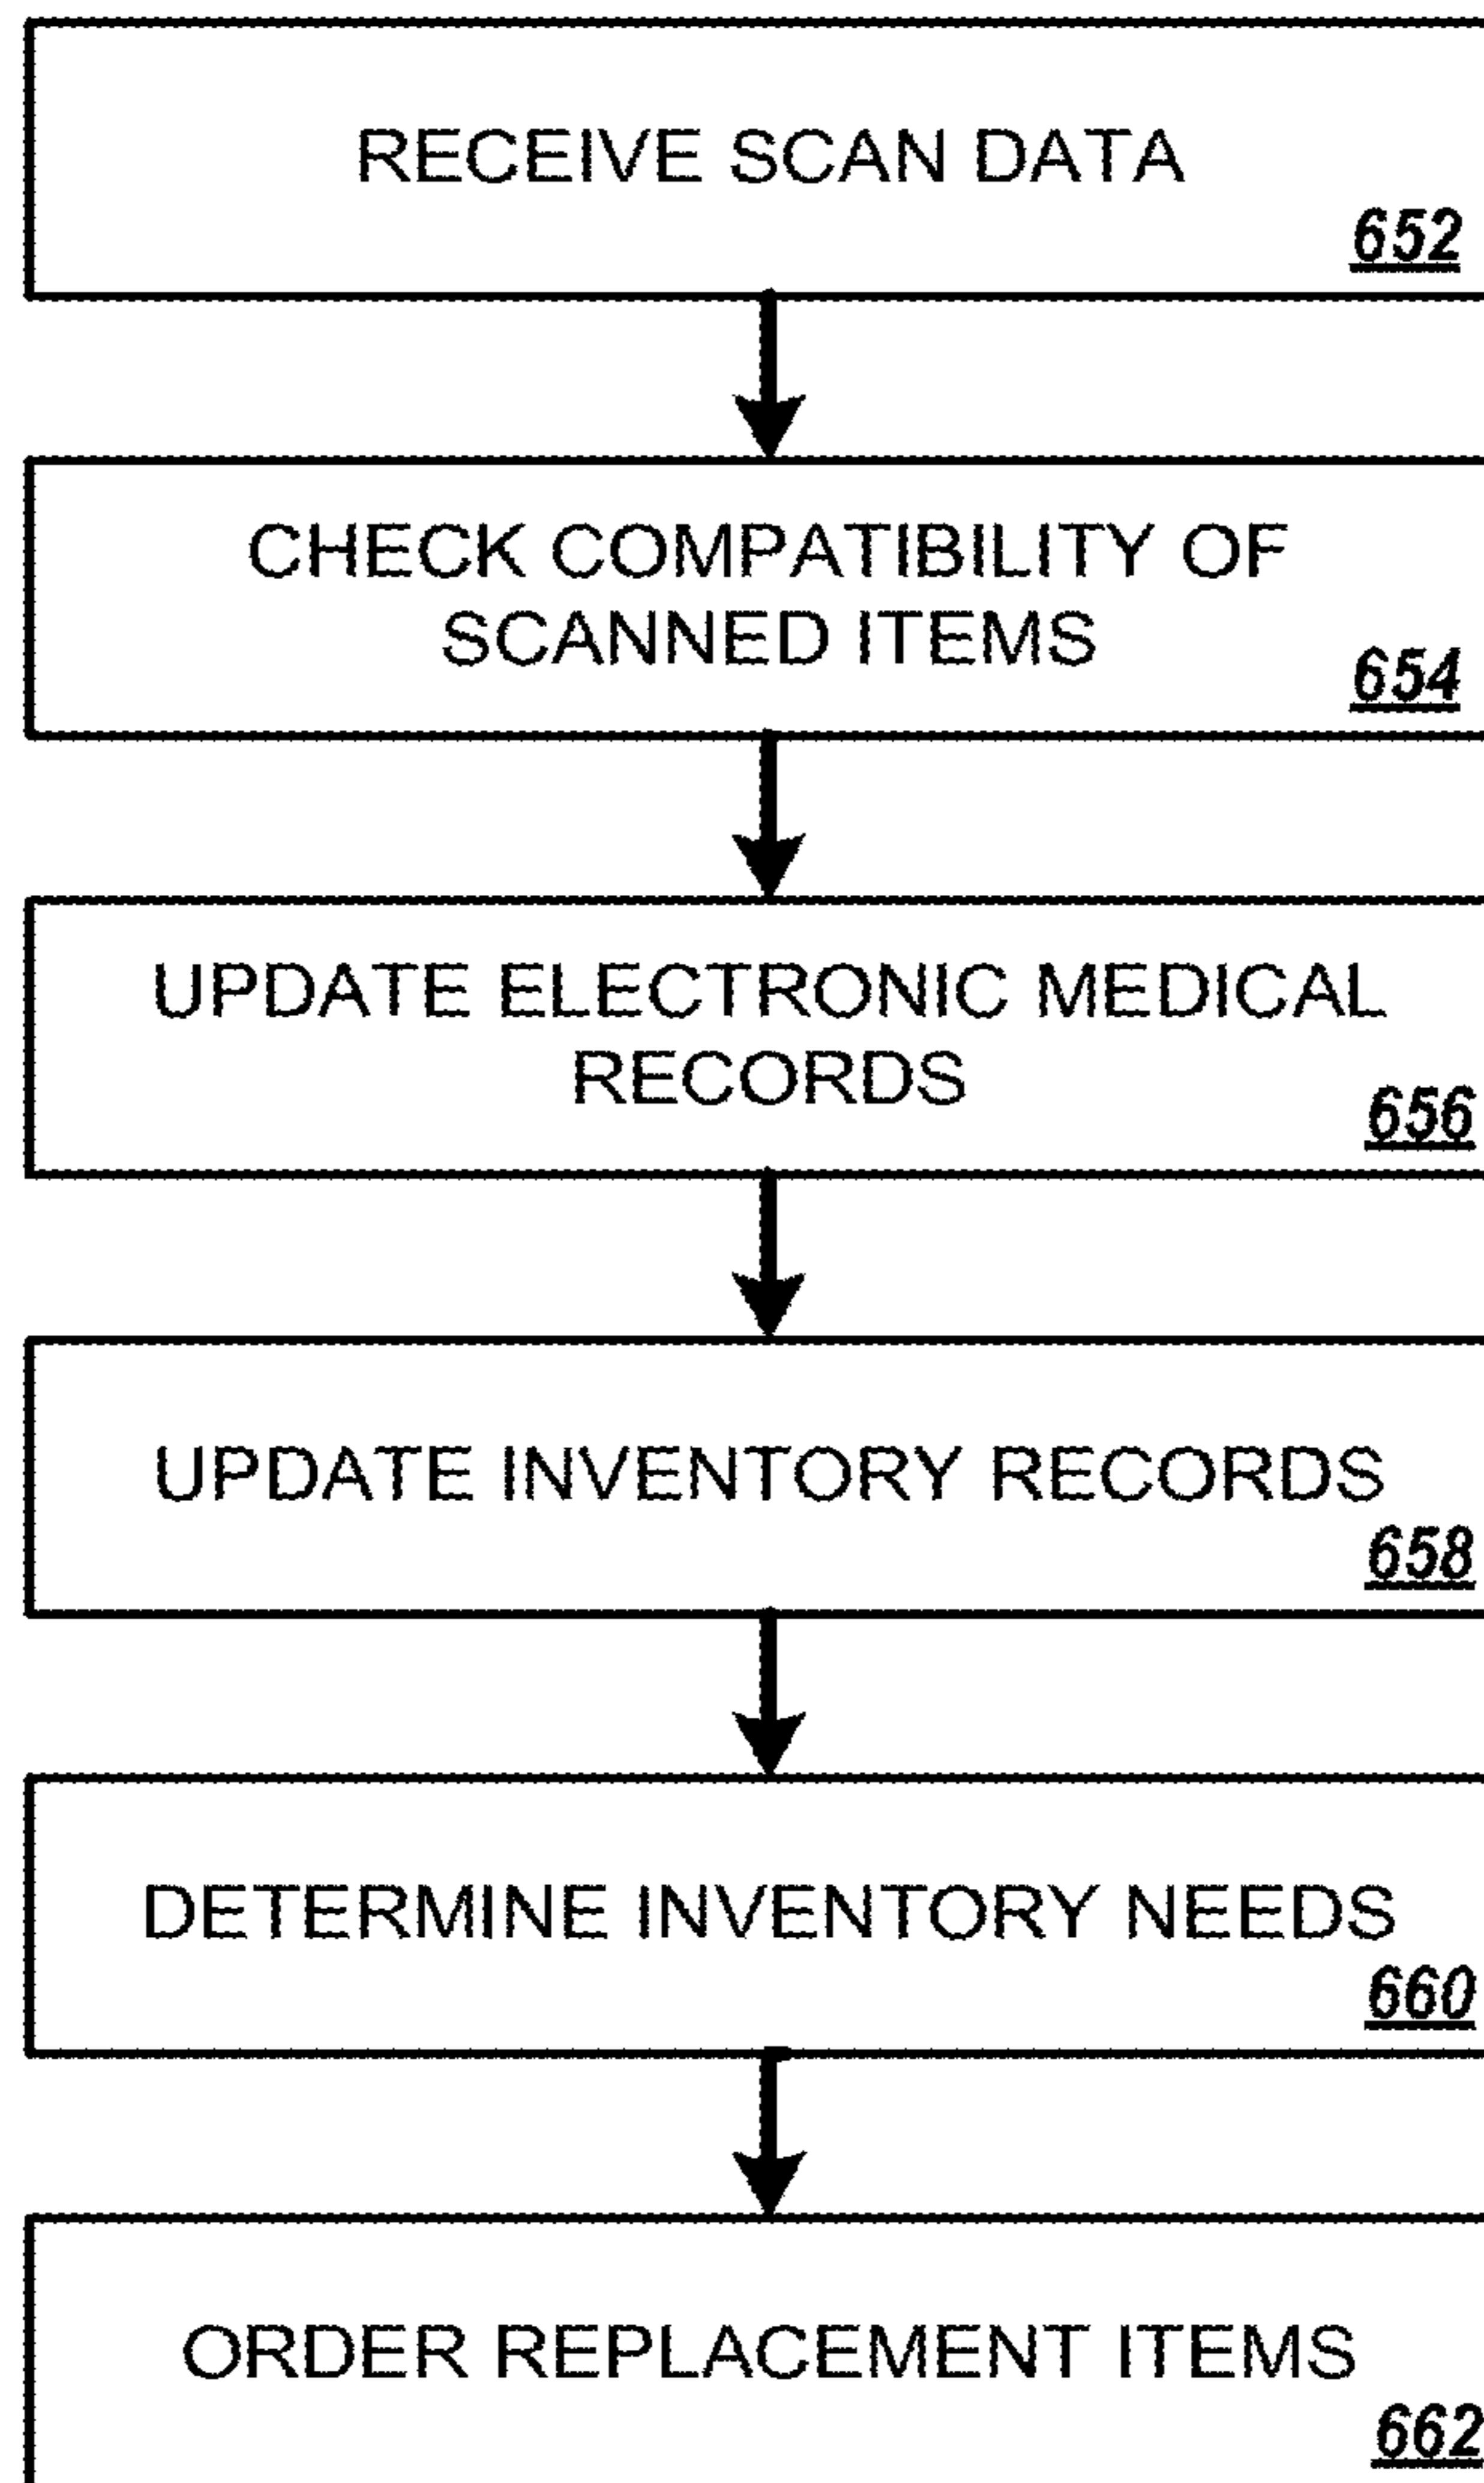 RECEIVE SCAN DATA
652
CHECK COMPATIBILITY OF
SCANNED ITEMS
654
UPDATE ELECTRONIC MEDICAL
RECORDS
656
UPDATE INVENTORY RECORDS
658
DETERMINE INVENTORY NEEDS
660
ORDER REPLACEMENT ITEMS
662